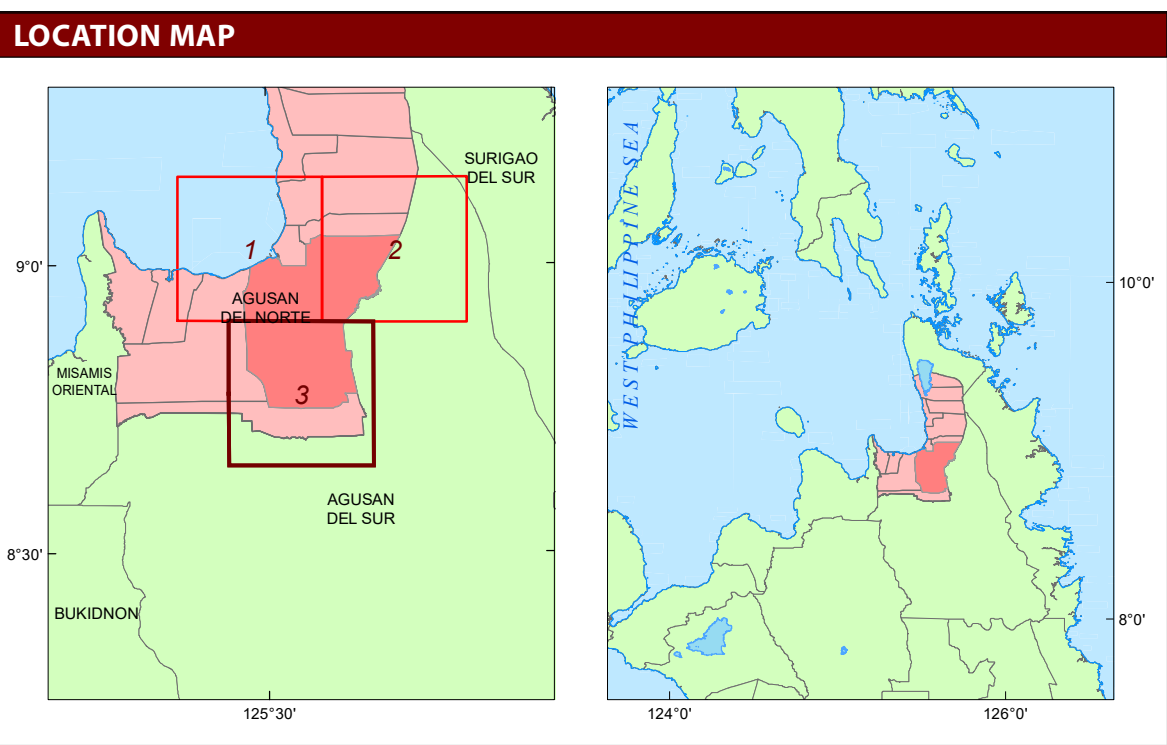 LOCATION MAP
SURIGAO
DEL SUR
1
2
9°0'
AGUSAN
DEL NORTE
MISAMIS
ORIENTAL
3
AGUSAN
DEL SUR
8°30'
BUKIDNON
125°30'
WEST PHILIPPINE SEA
10°0'
8°0'
124°0'
126°0'